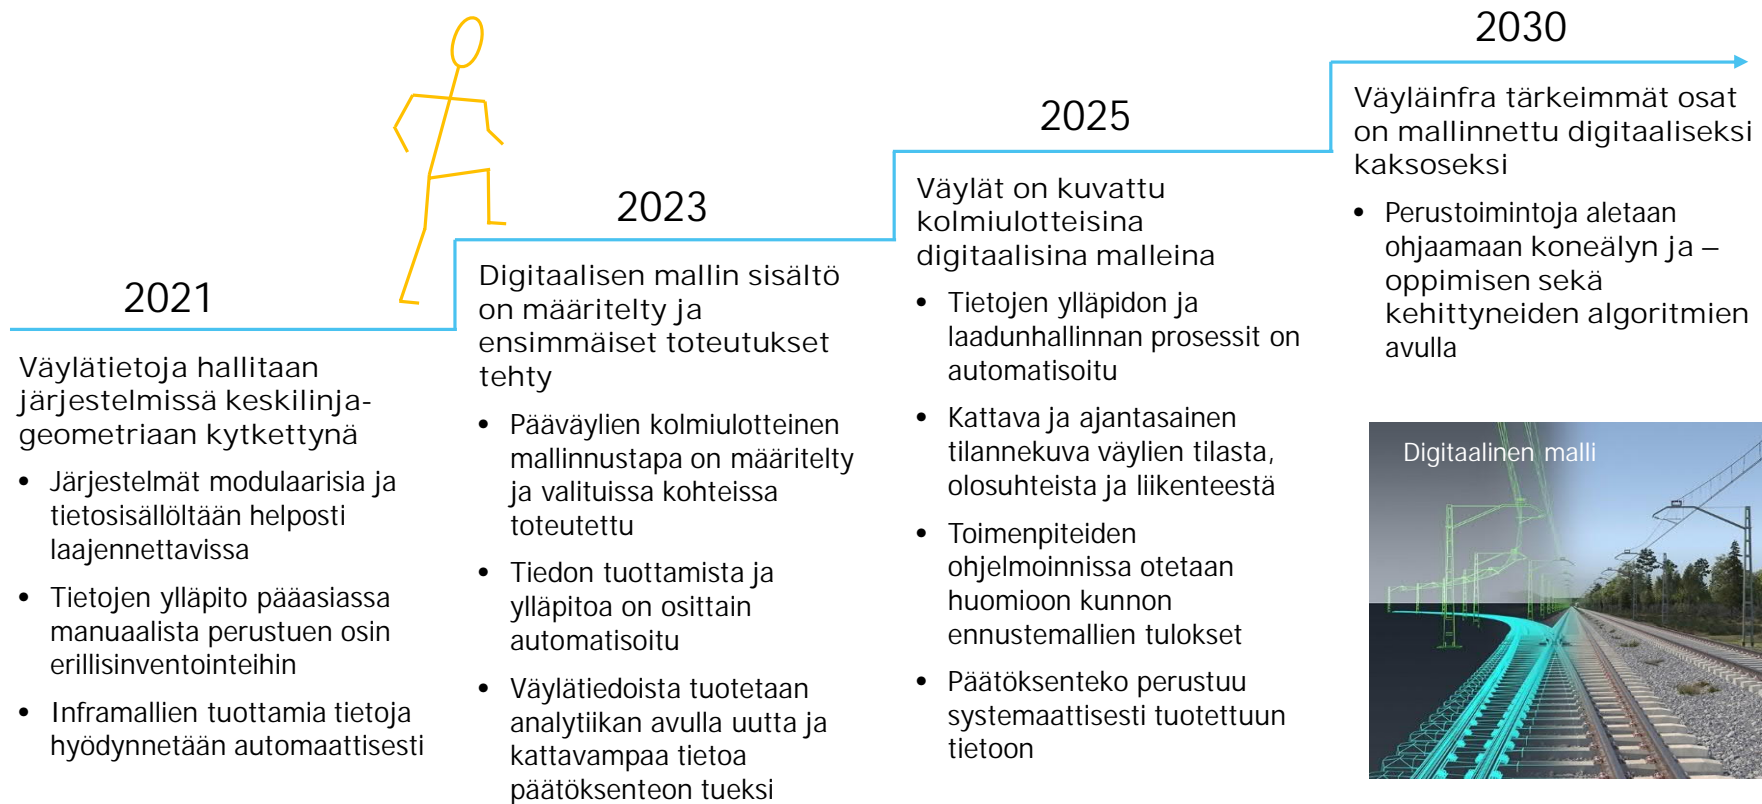 2021
Väylätietoja hallitaan
järjestelmissä keskilinja-
geometriaan kytkettynä
• Järjestelmät modulaarisia ja
tietosisällöltään helposti
laajennettavissa
• Tietojen ylläpito pääasiassa
manuaalista perustuen osin
erillisinventointeihin
• Inframallien tuottamia tietoja
hyödynnetään automaattisesti
2023
Digitaalisen mallin sisältö
on määritelty ja
ensimmäiset toteutukset
tehty
• Pääväylien kolmiulotteinen
mallinnustapa on määritelty
ja valituissa kohteissa
toteutettu
• Tiedon tuottamista ja
ylläpitoa on osittain
automatisoitu
• Väylätiedoista tuotetaan
analytiikan avulla uutta ja
kattavampaa tietoa
päätöksenteon tueksi
2025
Väylät on kuvattu
kolmiulotteisina
digitaalisina malleina
• Tietojen ylläpidon ja
laadunhallinnan prosessit on
automatisoitu
• Kattava ja ajantasainen
tilannekuva väylien tilasta,
olosuhteista ja liikenteestä
• Toimenpiteiden
ohjelmoinnissa otetaan
huomioon kunnon
ennustemallien tulokset
• Päätöksenteko perustuu
systemaattisesti tuotettuun
tietoon
2030
Väyläinfra tärkeimmät osat
on mallinnettu digitaaliseksi
kaksoseksi
• Perustoimintoja aletaan
ohjaamaan koneälyn ja –
oppimisen sekä
kehittyneiden algoritmien
avulla
Digitaalinen malli